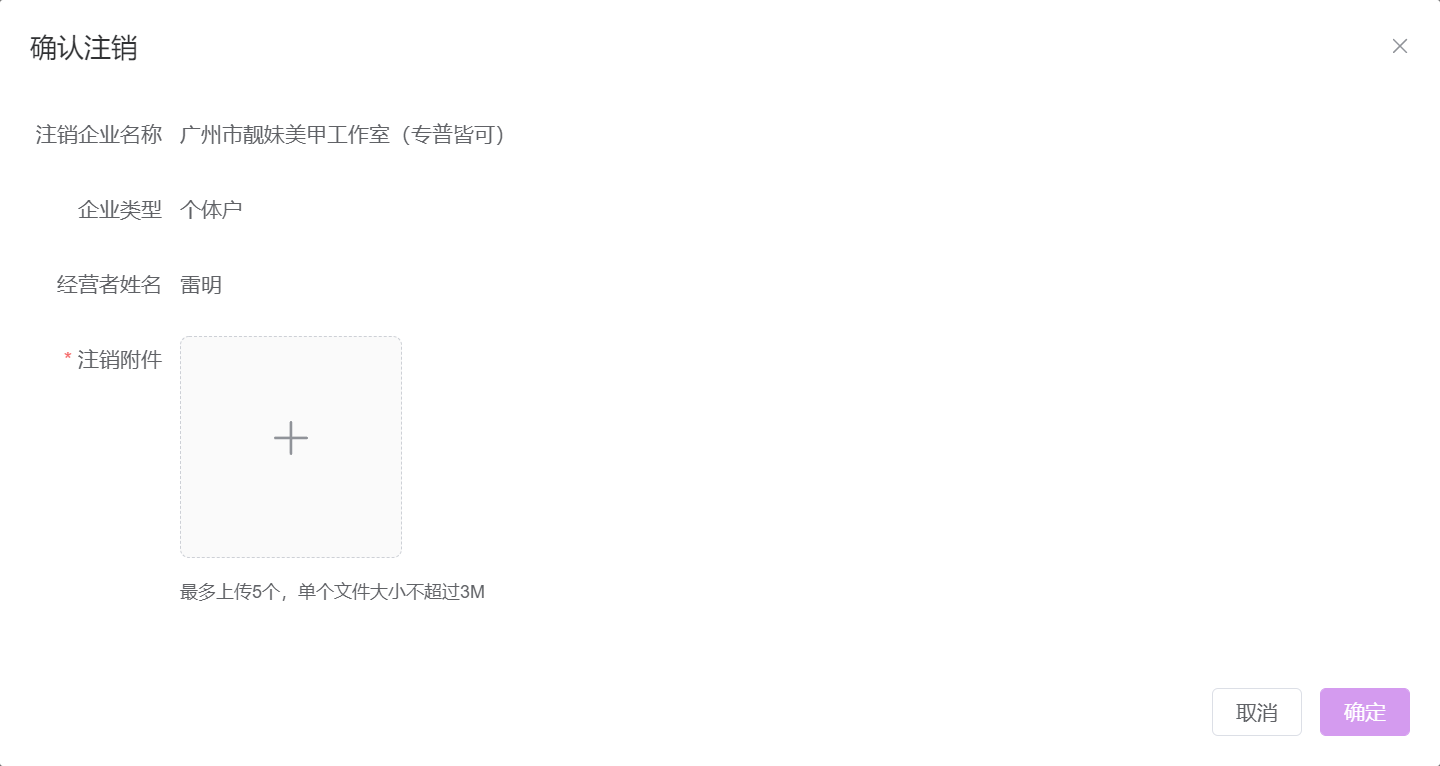 确认注销
注销企业名称 广州市靓妹美甲工作室（专普皆可）
企业类型 个体户
经营者姓名 雷明
* 注销附件
最多上传5个，单个文件大小不超过3M
取消 确定